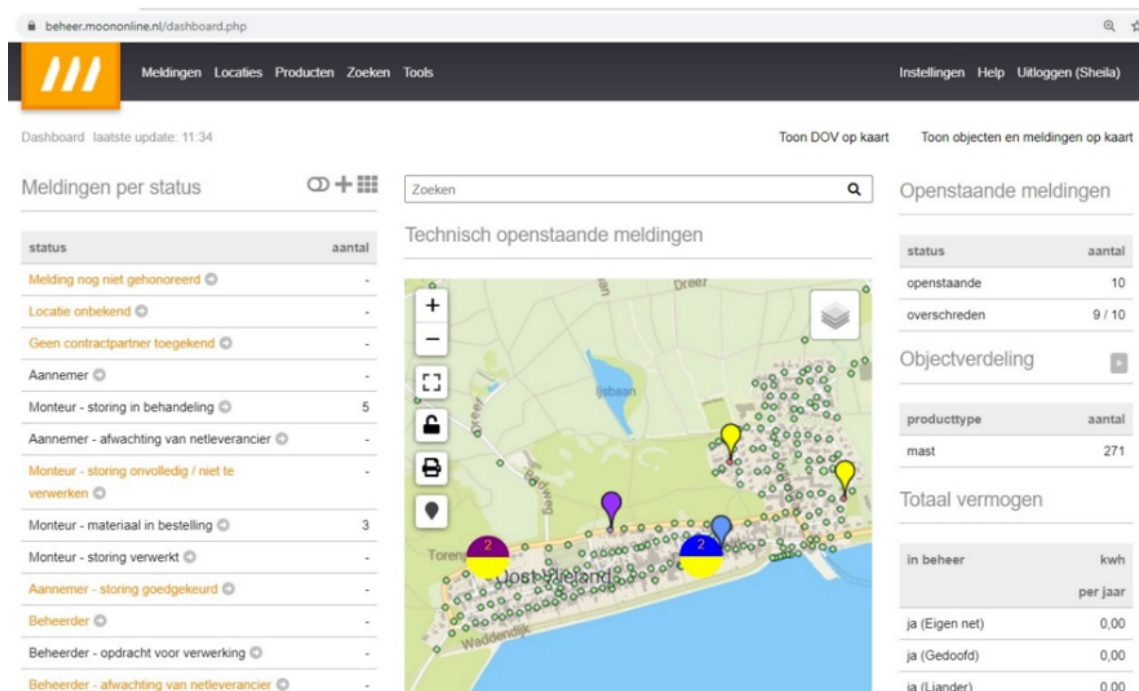 beheer.moononline.nl/dashboard.php
Meldingen Locaties Producten Zoeken Tools
Instellingen Help Uitloggen (Sheila)
Dashboard laatste update: 11:34
Toon DOV op kaart
Toon objecten en meldingen op kaart
Meldingen per status
status aantal
Melding nog niet gehonoreerd -
Locatie onbekend -
Geen contractpartner toegekend -
Aannemer -
Monteur - storing in behandeling 5
Aannemer - afwachting van netleverancier -
Monteur - storing onvolledig / niet te -
verwerken
Monteur - materiaal in bestelling 3
Monteur - storing verwerkt -
Aannemer - storing goedgekeurd -
Beheerder -
Beheerder - opdracht voor verwerking -
Beheerder - afwachting van netleverancier -
Zoeken
Technisch openstaande meldingen
+
−
Dreef
Ijsbaan
2
2
Oost-Vlieland
Waddendijk
Openstaande meldingen
status aantal
openstaande 10
overschreden 9 / 10
Objectverdeling
producttype aantal
mast 271
Totaal vermogen
in beheer kwh
per jaar
ja (Eigen net) 0,00
ja (Gedoofd) 0,00
ja (Liander) 0,00